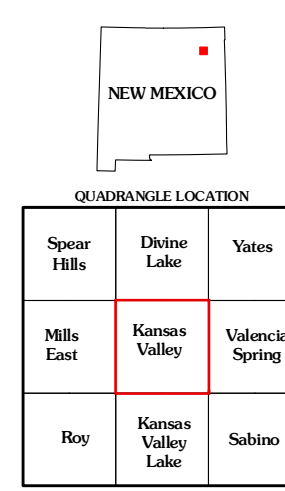 NEW MEXICO
QUADRANGLE LOCATION
Spear
Hills
Divine
Lake
Yates
Mills
East
Kansas
Valley
Valencia
Spring
Roy
Kansas
Valley
Lake
Sabino